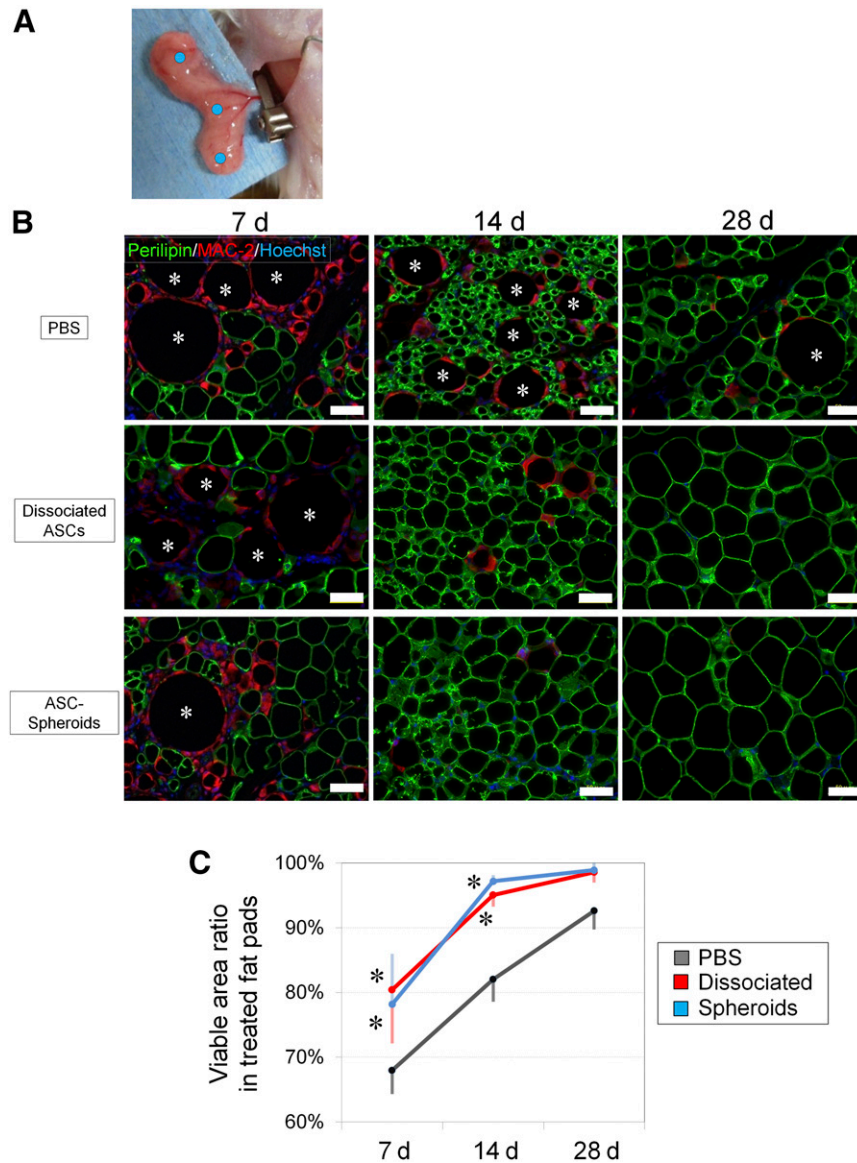 A
B
7 d
14 d
28 d
Perilipin/MAC-2/Hoechst
*
*
*
*
*
*
*
*
*
*
*
*
PBS
*
*
*
*
Dissociated
ASCs
*
ASC-
Spheroids
C
100%
90%
80%
70%
60%
Viable area ratio
in treated fat pads
*
*
*
*
7 d
14 d
28 d
PBS
Dissociated
Spheroids